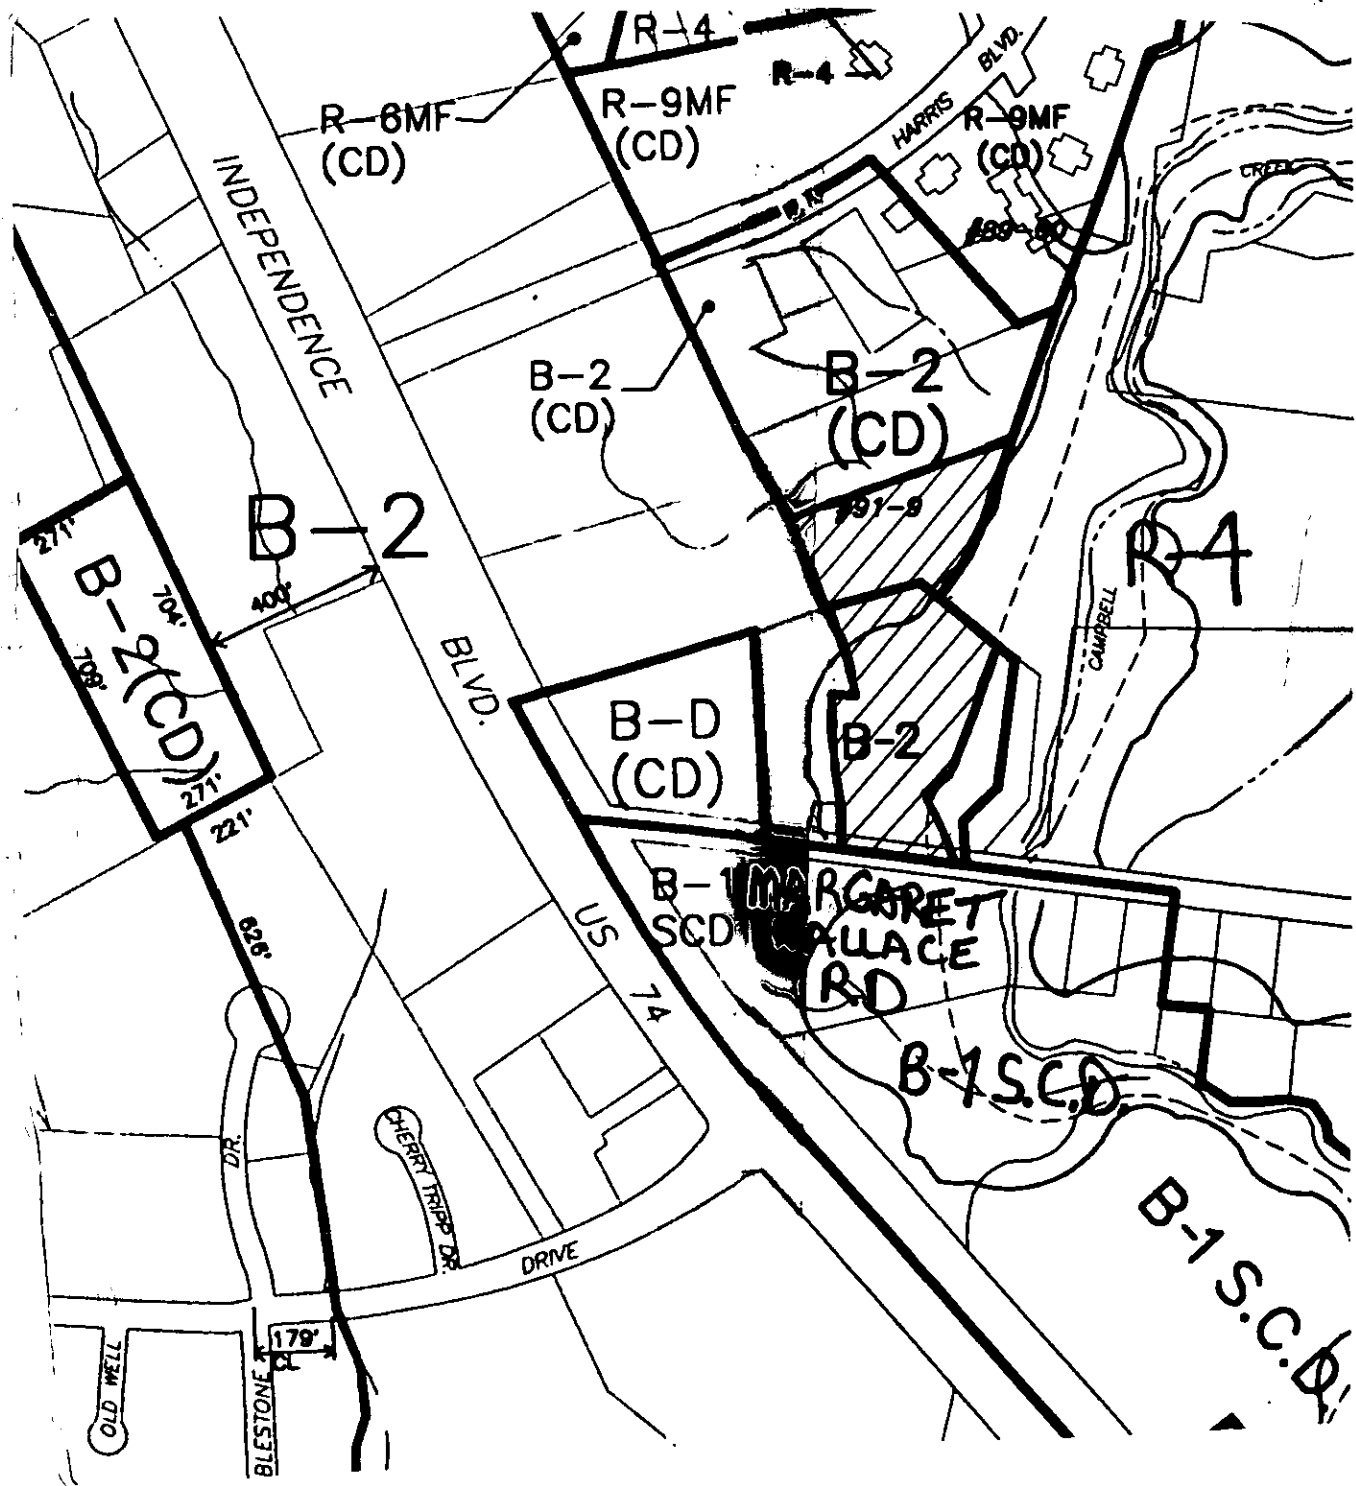 R-4
R-6MF
(CD)
R-9MF
(CD)
R-4
HARRIS
BLVD.
R-9MF
(CD)
CREEK
INDEPENDENCE
B-2
(CD)
B-2
(CD)
91-9
B-2
R-4
271'
B-2(CD)
704'
709'
400'
271'
221'
BLVD.
B-D
(CD)
B-2
CAMPBELL
B-1
SCD
MARGARET
WALLACE
RD
US 74
626'
B-1 S.C.D.
B-1 S.C.D.
DR.
CHERRY TRIPP DR.
DRIVE
179'
CL
OLD WELL
BLESTONE